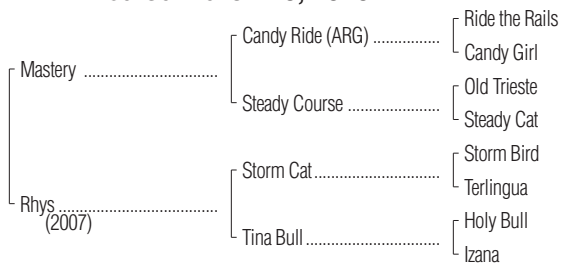 Ride the Rails
Candy Ride (ARG)
Candy Girl
Mastery
Old Trieste
Steady Course
Steady Cat
Storm Bird
Storm Cat
Terlingua
Rhys
(2007)
Holy Bull
Tina Bull
Izana